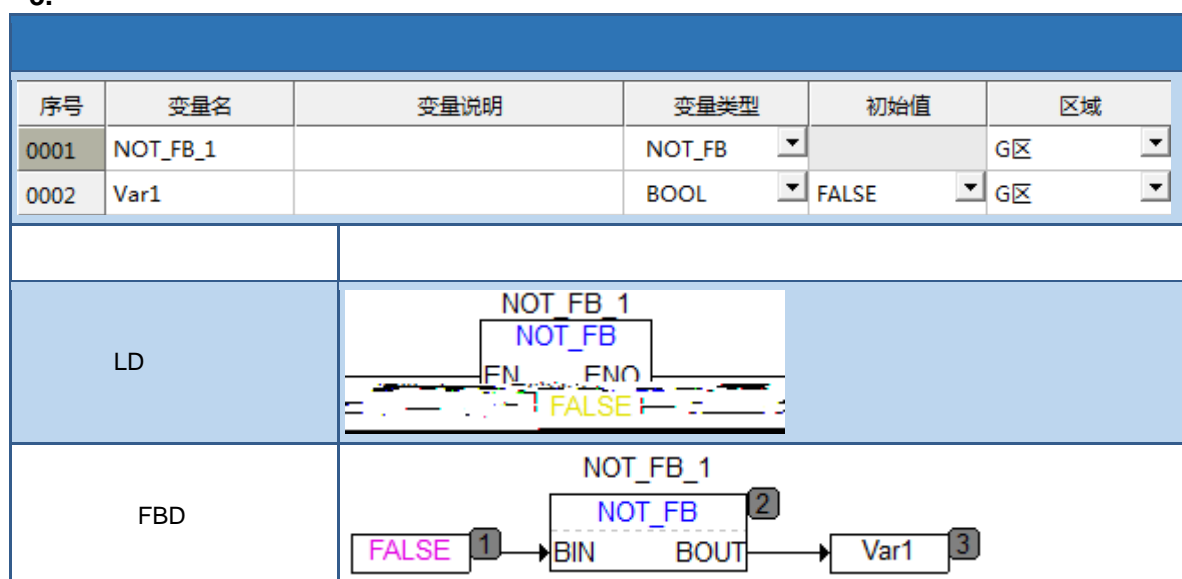 序号 变量名 变量说明 变量类型 初始值 区域
0001 NOT_FB_1 NOT_FB G区
0002 Var1 BOOL FALSE G区
LD
NOT_FB_1
NOT_FB
EN ENO
FALSE
FBD
NOT_FB_1
NOT_FB 2
FALSE 1 BIN BOUT Var1 3